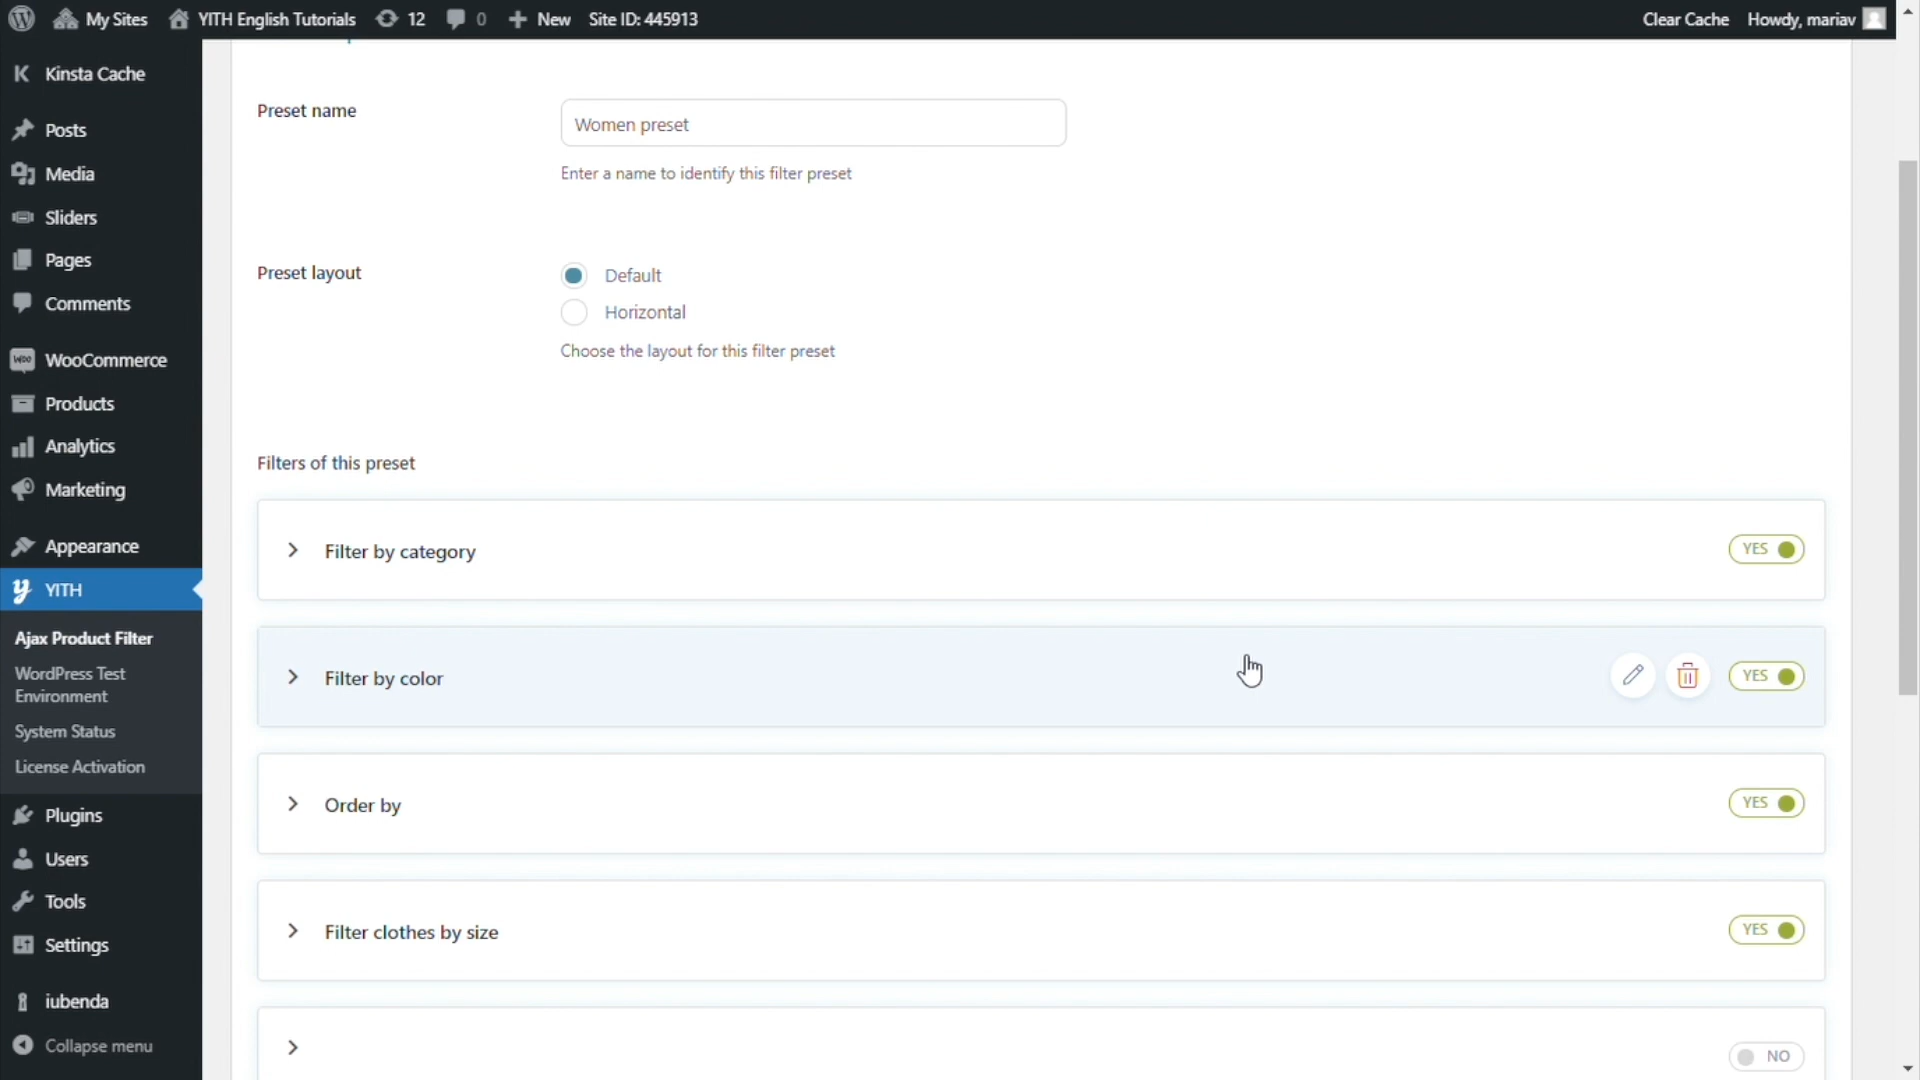 My Sites YITH English Tutorials 12 0 New Site ID: 445913 Clear Cache Howdy, mariav
Kinsta Cache
Posts
Media
Sliders
Pages
Comments
WooCommerce
Products
Analytics
Marketing
Appearance
YITH
Ajax Product Filter
WordPress Test
Environment
System Status
License Activation
Plugins
Users
Tools
Settings
iubenda
Collapse menu
Preset name
Women preset
Enter a name to identify this filter preset
Preset layout
Default
Horizontal
Choose the layout for this filter preset
Filters of this preset
Filter by category YES
Filter by color YES
Order by YES
Filter clothes by size YES
NO